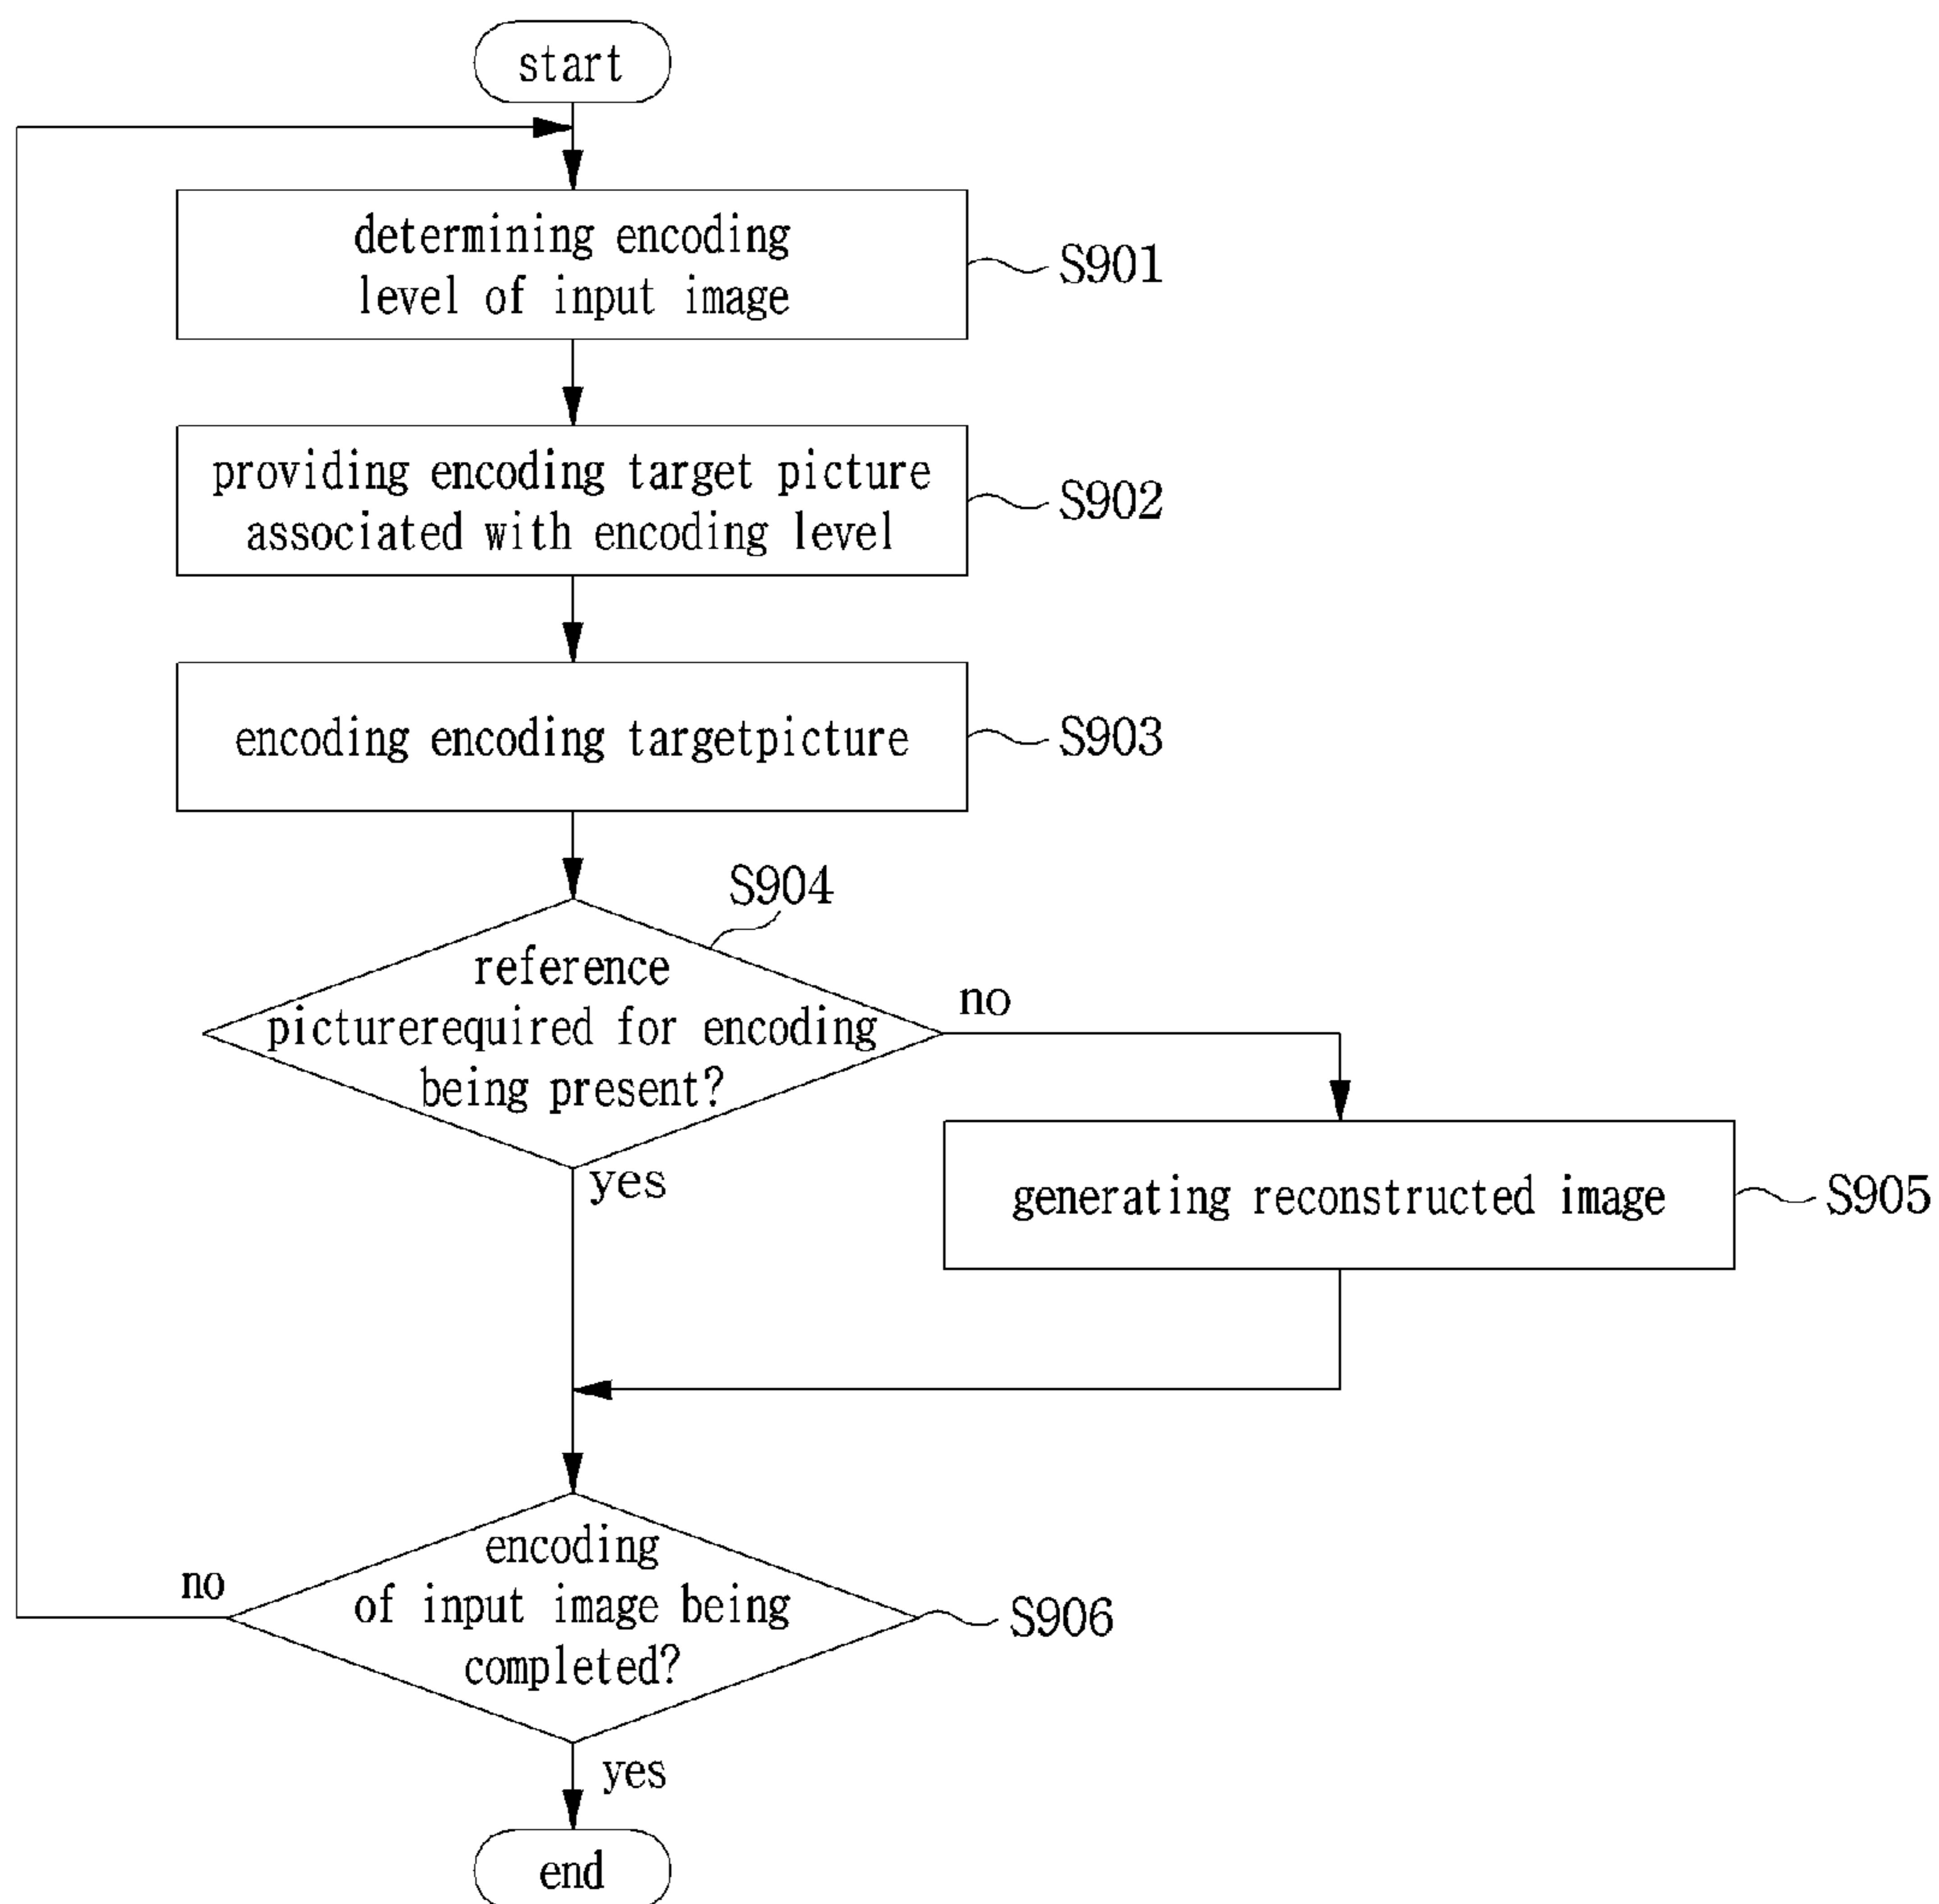 start
determining encoding
level of input image
S901
providing encoding target picture
associated with encoding level
S902
encoding encoding targetpicture
S903
S904
reference
picturerequired for encoding
being present?
no
yes
generating reconstructed image
S905
encoding
of input image being
completed?
no
S906
yes
end